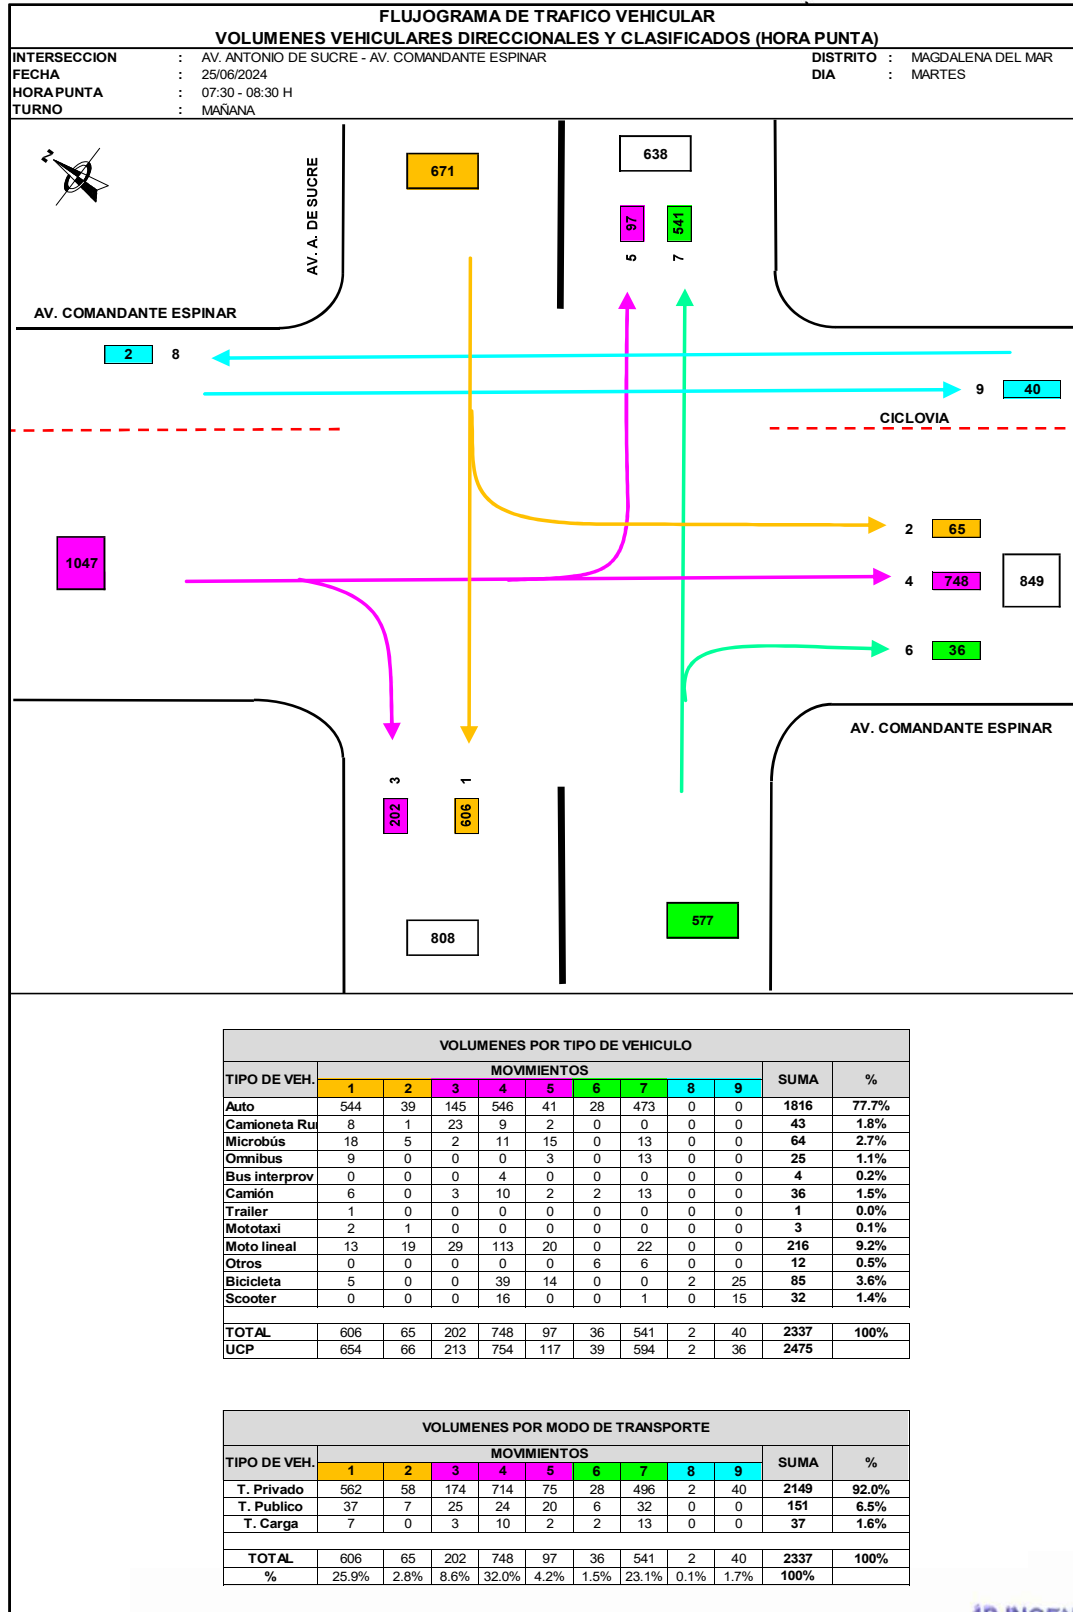 FLUJOGRAMA DE TRAFICO VEHICULAR
VOLUMENES VEHICULARES DIRECCIONALES Y CLASIFICADOS (HORA PUNTA)
INTERSECCION : AV. ANTONIO DE SUCRE - AV. COMANDANTE ESPINAR DISTRITO : MAGDALENA DEL MAR
FECHA : 25/06/2024 DIA : MARTES
HORA PUNTA : 07:30 - 08:30 H
TURNO : MAÑANA
N
AV. A. DE SUCRE
671
638
97 541
5 7
AV. COMANDANTE ESPINAR
2 8
9 40
CICLOVIA
2 65
1047
4 748 849
6 36
AV. COMANDANTE ESPINAR
3 1
202 606
577
808
VOLUMENES POR TIPO DE VEHICULO
TIPO DE VEH. MOVIMIENTOS SUMA %
1 2 3 4 5 6 7 8 9
Auto 544 39 145 546 41 28 473 0 0 1816 77.7%
Camioneta Ru 8 1 23 9 2 0 0 0 0 43 1.8%
Microbús 18 5 2 11 15 0 13 0 0 64 2.7%
Omnibus 9 0 0 0 3 0 13 0 0 25 1.1%
Bus interprov 0 0 0 4 0 0 0 0 0 4 0.2%
Camión 6 0 3 10 2 2 13 0 0 36 1.5%
Trailer 1 0 0 0 0 0 0 0 0 1 0.0%
Mototaxi 2 1 0 0 0 0 0 0 0 3 0.1%
Moto lineal 13 19 29 113 20 0 22 0 0 216 9.2%
Otros 0 0 0 0 0 6 6 0 0 12 0.5%
Bicicleta 5 0 0 39 14 0 0 2 25 85 3.6%
Scooter 0 0 0 16 0 0 1 0 15 32 1.4%
TOTAL 606 65 202 748 97 36 541 2 40 2337 100%
UCP 654 66 213 754 117 39 594 2 36 2475
VOLUMENES POR MODO DE TRANSPORTE
TIPO DE VEH. MOVIMIENTOS SUMA %
1 2 3 4 5 6 7 8 9
T. Privado 562 58 174 714 75 28 496 2 40 2149 92.0%
T. Publico 37 7 25 24 20 6 32 0 0 151 6.5%
T. Carga 7 0 3 10 2 2 13 0 0 37 1.6%
TOTAL 606 65 202 748 97 36 541 2 40 2337 100%
% 25.9% 2.8% 8.6% 32.0% 4.2% 1.5% 23.1% 0.1% 1.7% 100%